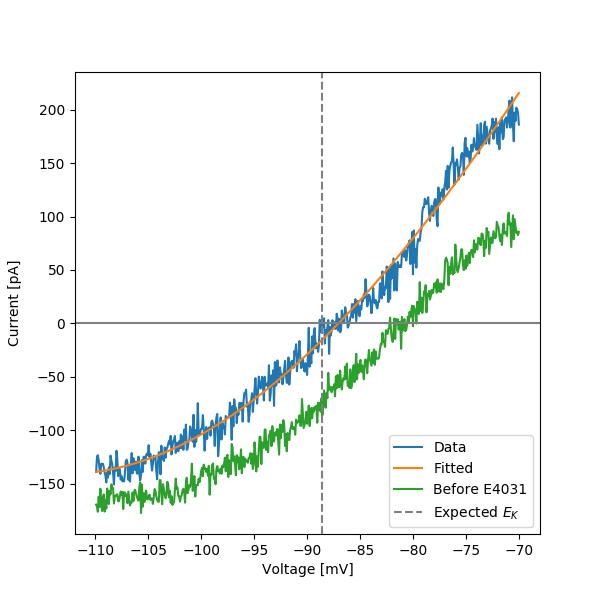 200
150
100
50
0
−50
−100
−150
−110
−105
−100
−95
−90
−85
−80
−75
−70
Current [pA]
Voltage [mV]
Data
Fitted
Before E4031
Expected E_K